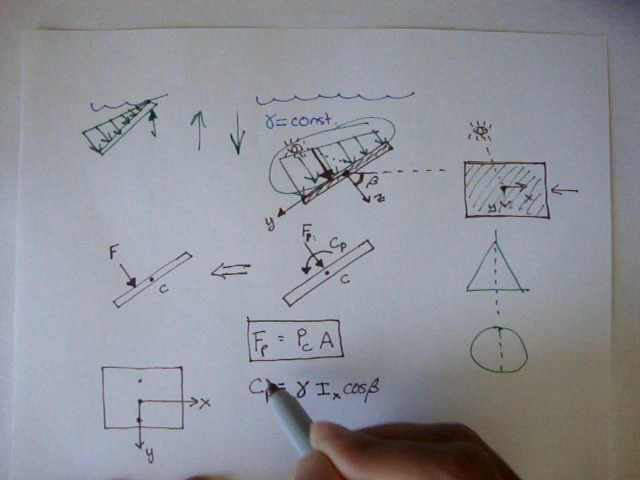 γ=const.
β
z
y
x
y
F
c
Fp
Cp
c
Fp = Pc A
Cp = γ Ix cosβ
x
y